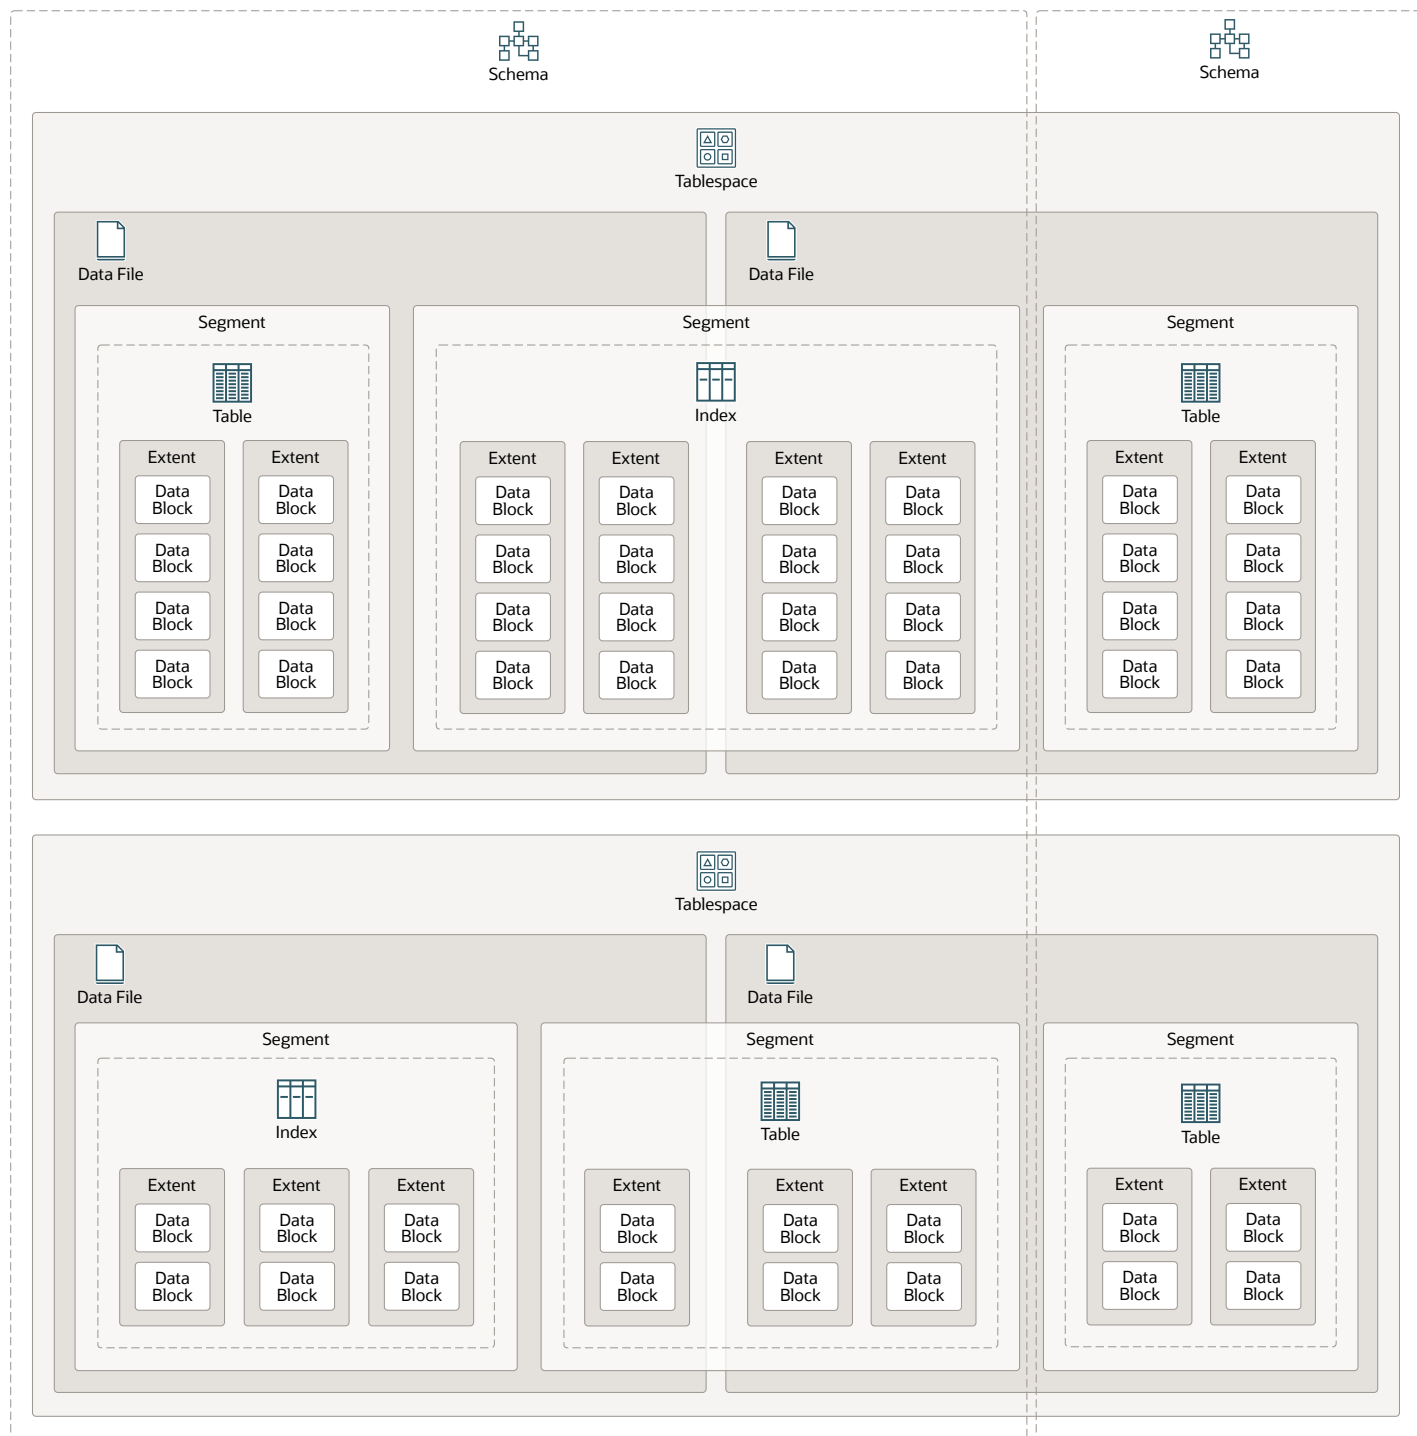 Schema
Schema
Tablespace
Data File
Data File
Segment
Segment
Segment
Table
Index
Table
Extent
Extent
Extent
Extent
Extent
Extent
Extent
Extent
Data
Block
Data
Block
Data
Block
Data
Block
Data
Block
Data
Block
Data
Block
Data
Block
Data
Block
Data
Block
Data
Block
Data
Block
Data
Block
Data
Block
Data
Block
Data
Block
Data
Block
Data
Block
Data
Block
Data
Block
Data
Block
Data
Block
Data
Block
Data
Block
Data
Block
Data
Block
Data
Block
Data
Block
Data
Block
Data
Block
Data
Block
Data
Block
Tablespace
Data File
Data File
Segment
Segment
Segment
Index
Table
Table
Extent
Extent
Extent
Extent
Extent
Extent
Extent
Extent
Data
Block
Data
Block
Data
Block
Data
Block
Data
Block
Data
Block
Data
Block
Data
Block
Data
Block
Data
Block
Data
Block
Data
Block
Data
Block
Data
Block
Data
Block
Data
Block